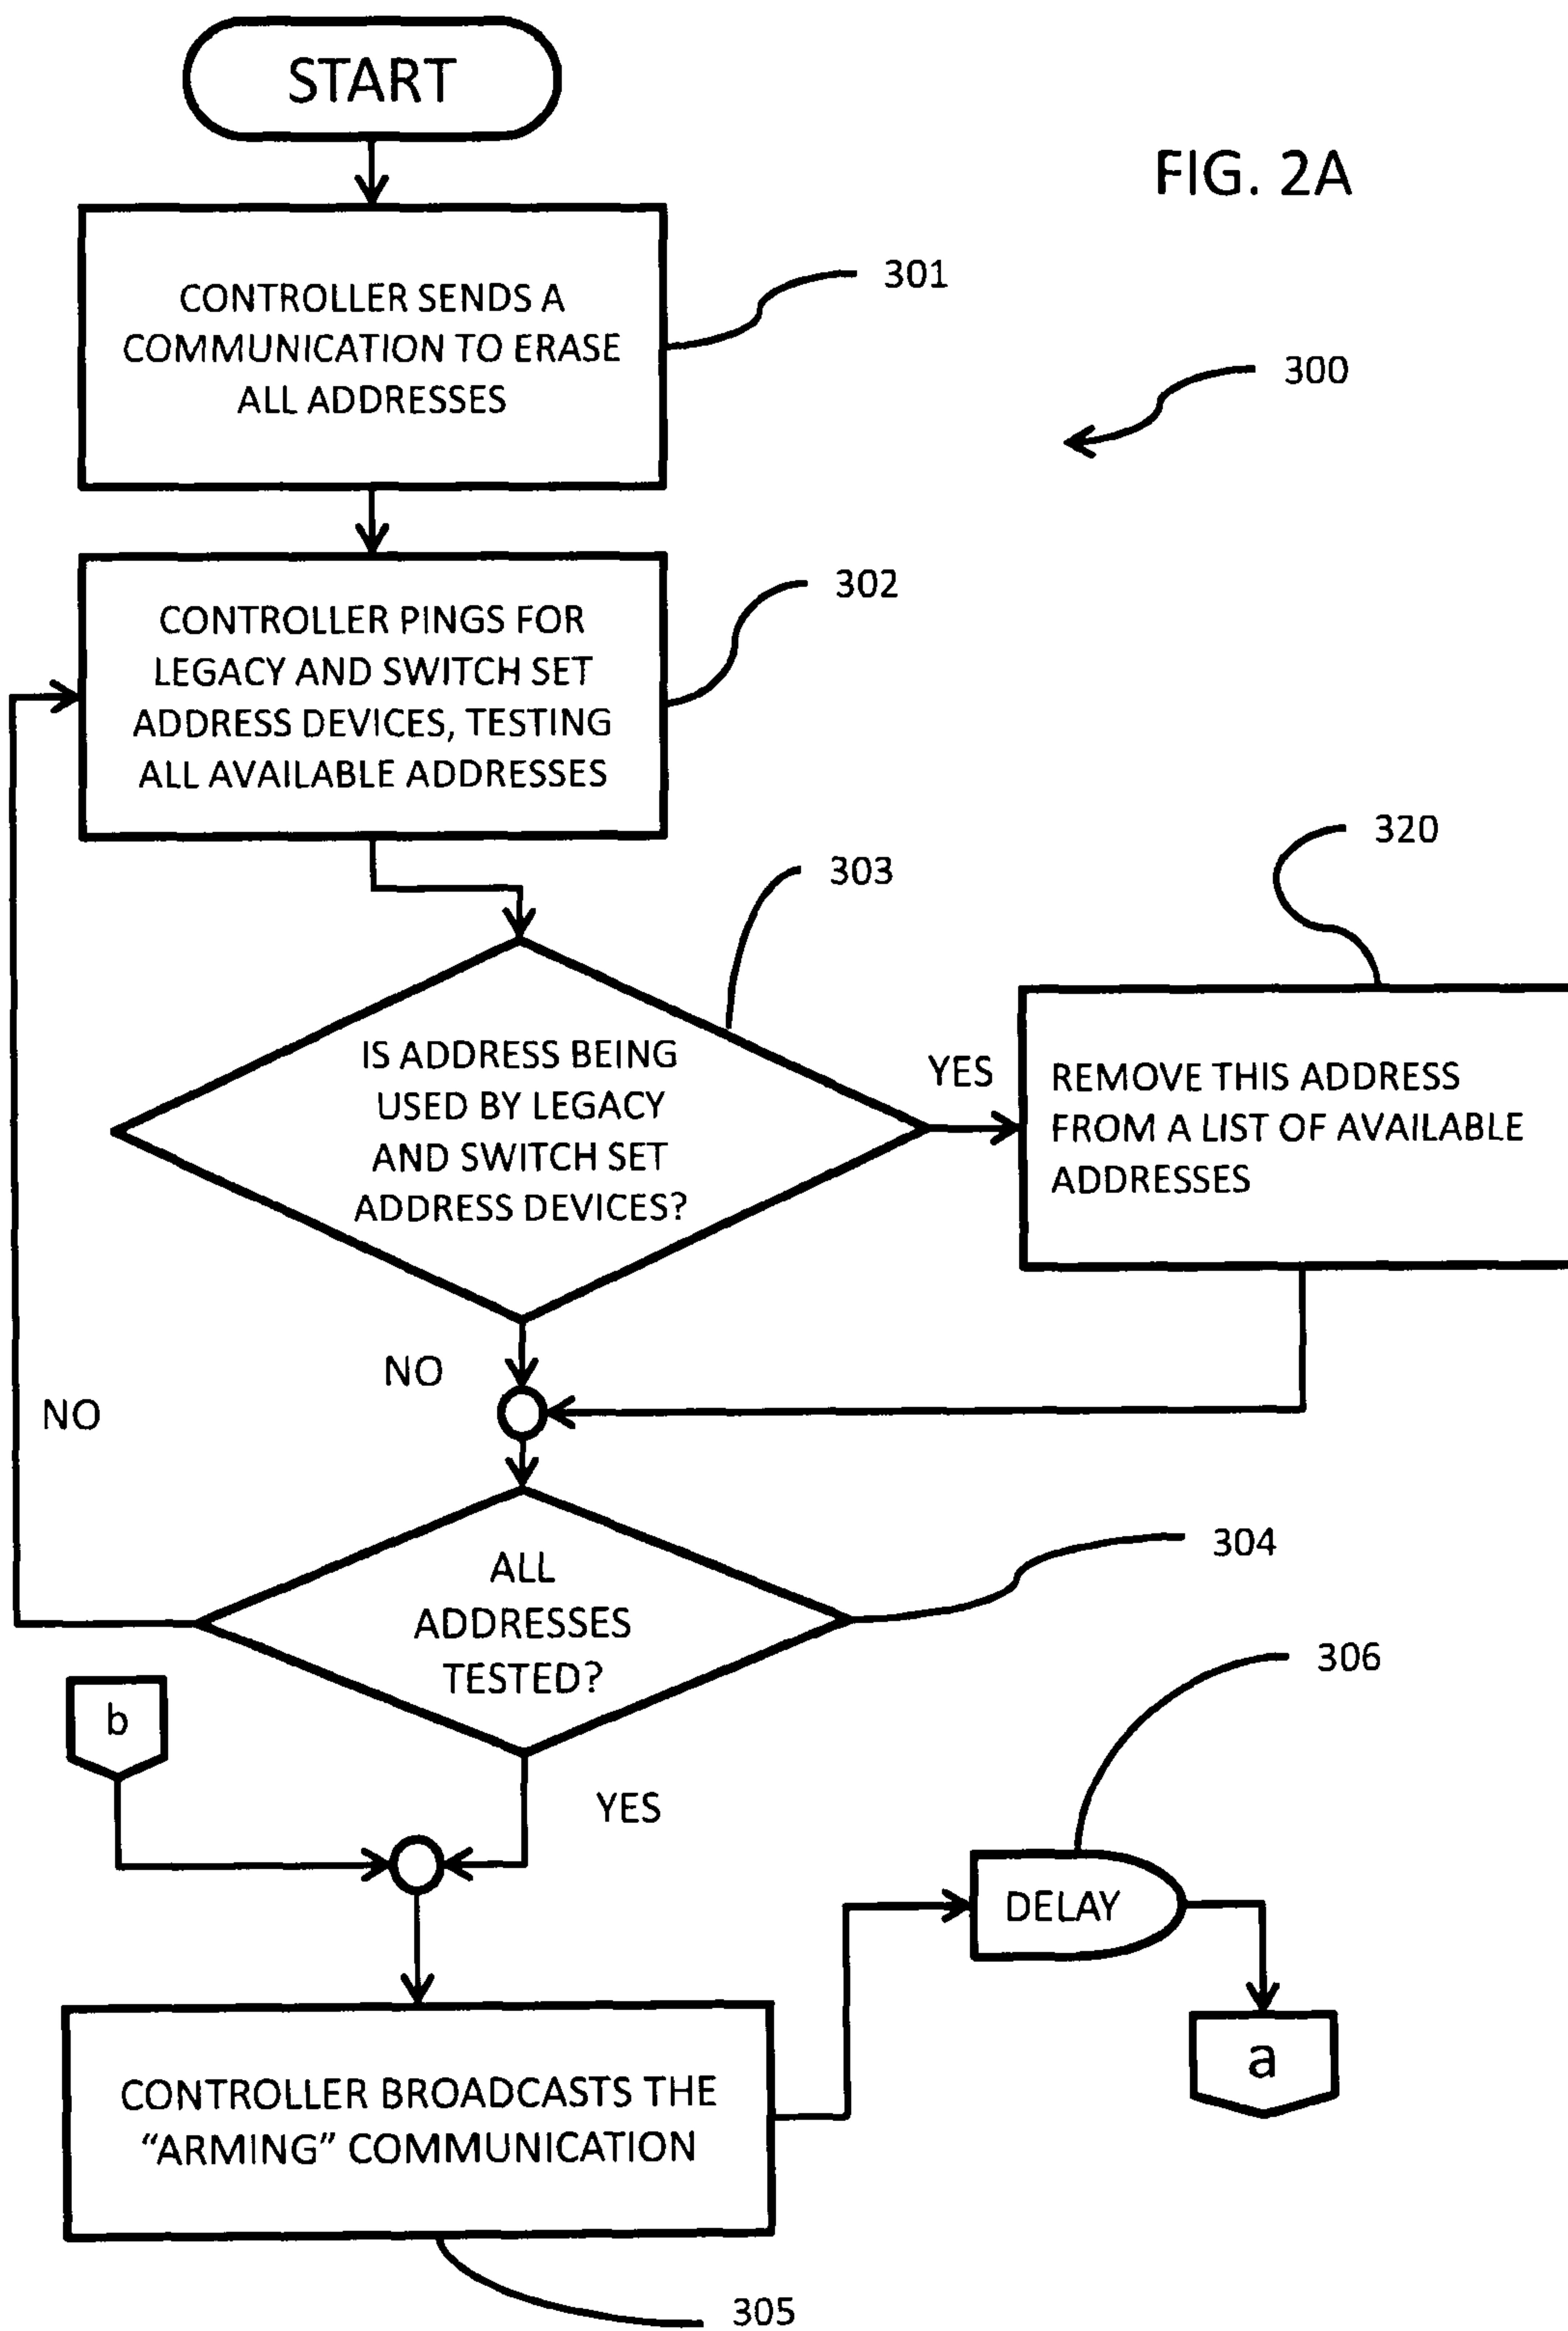 START
FIG. 2A
CONTROLLER SENDS A
COMMUNICATION TO ERASE
ALL ADDRESSES
301
300
CONTROLLER PINGS FOR
LEGACY AND SWITCH SET
ADDRESS DEVICES, TESTING
ALL AVAILABLE ADDRESSES
302
303
320
IS ADDRESS BEING
USED BY LEGACY
AND SWITCH SET
ADDRESS DEVICES?
YES
REMOVE THIS ADDRESS
FROM A LIST OF AVAILABLE
ADDRESSES
NO
NO
ALL
ADDRESSES
TESTED?
304
306
b
YES
DELAY
a
CONTROLLER BROADCASTS THE
“ARMING” COMMUNICATION
305